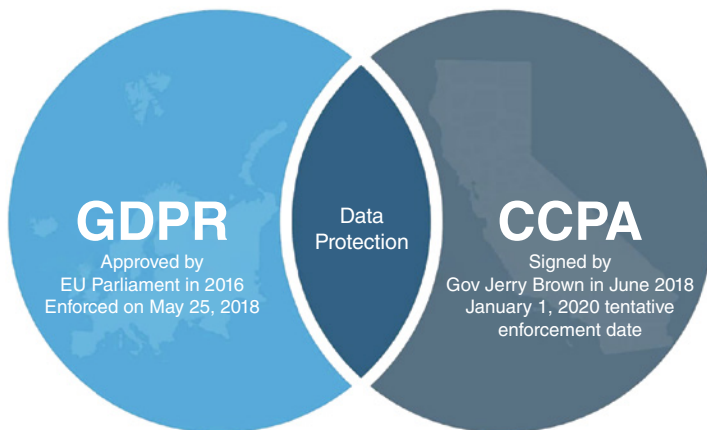 GDPR
Approved by
EU Parliament in 2016
Enforced on May 25, 2018
Data
Protection
CCPA
Signed by
Gov Jerry Brown in June 2018
January 1, 2020 tentative
enforcement date